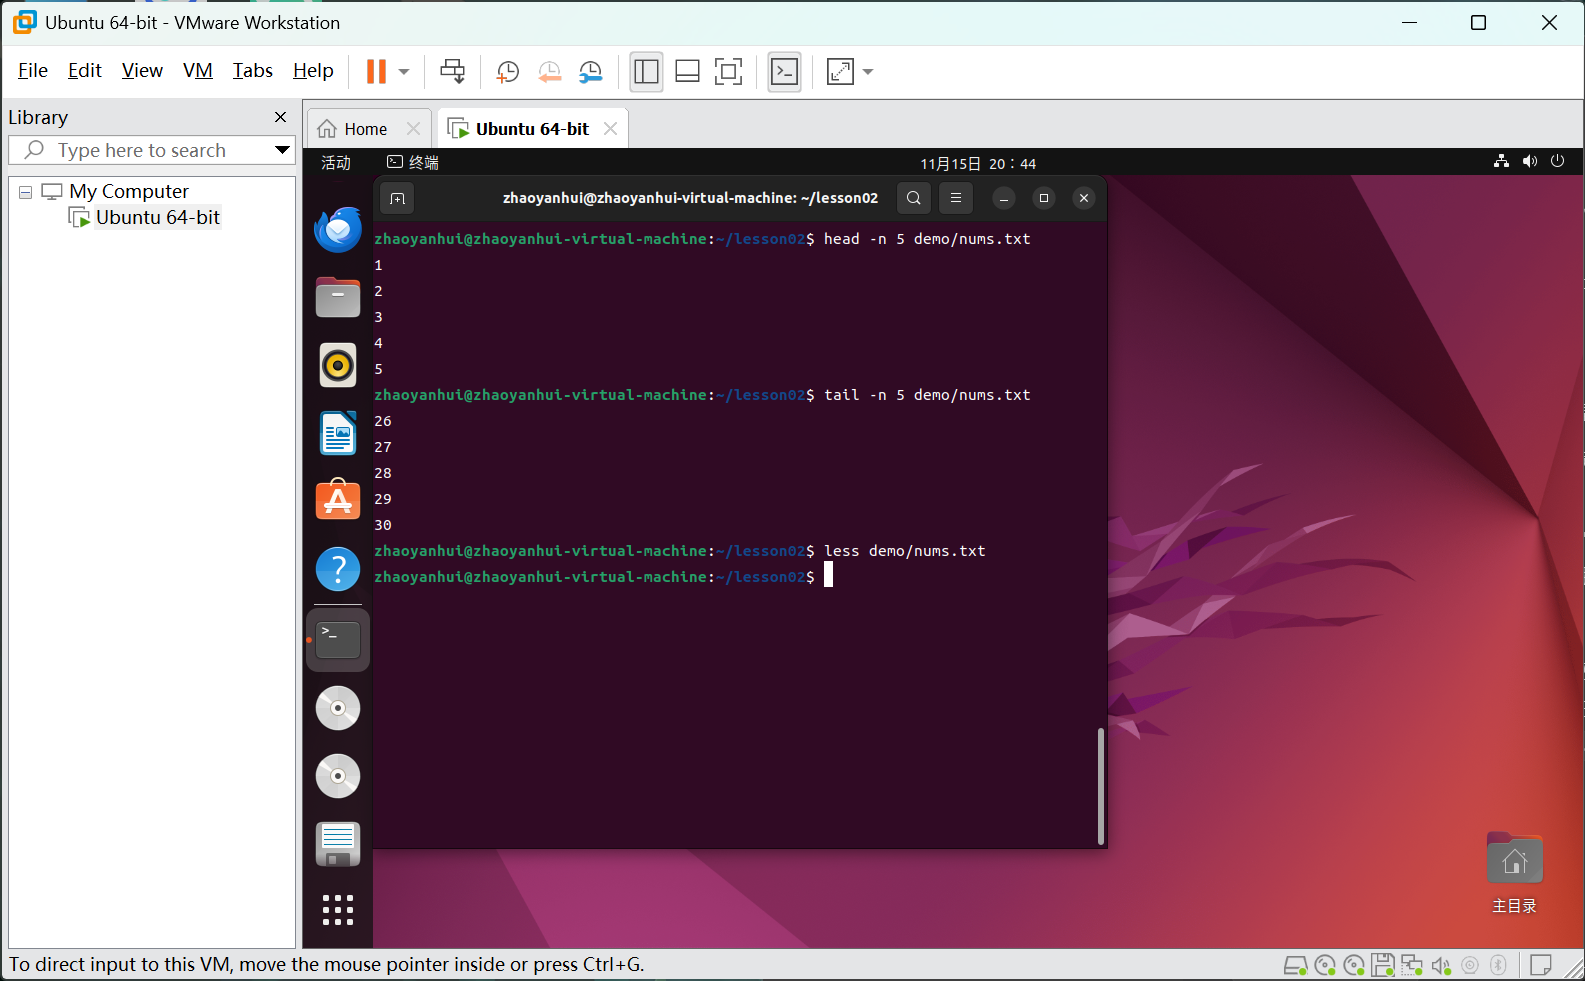 Ubuntu 64-bit - VMware Workstation
File Edit View VM Tabs Help
Library
Type here to search
My Computer
Ubuntu 64-bit
Home
Ubuntu 64-bit
活动 终端 11月15日 20：44
zhaoyanhui@zhaoyanhui-virtual-machine: ~/lesson02
zhaoyanhui@zhaoyanhui-virtual-machine:~/lesson02$ head -n 5 demo/nums.txt
1
2
3
4
5
zhaoyanhui@zhaoyanhui-virtual-machine:~/lesson02$ tail -n 5 demo/nums.txt
26
27
28
29
30
zhaoyanhui@zhaoyanhui-virtual-machine:~/lesson02$ less demo/nums.txt
zhaoyanhui@zhaoyanhui-virtual-machine:~/lesson02$
主目录
To direct input to this VM, move the mouse pointer inside or press Ctrl+G.